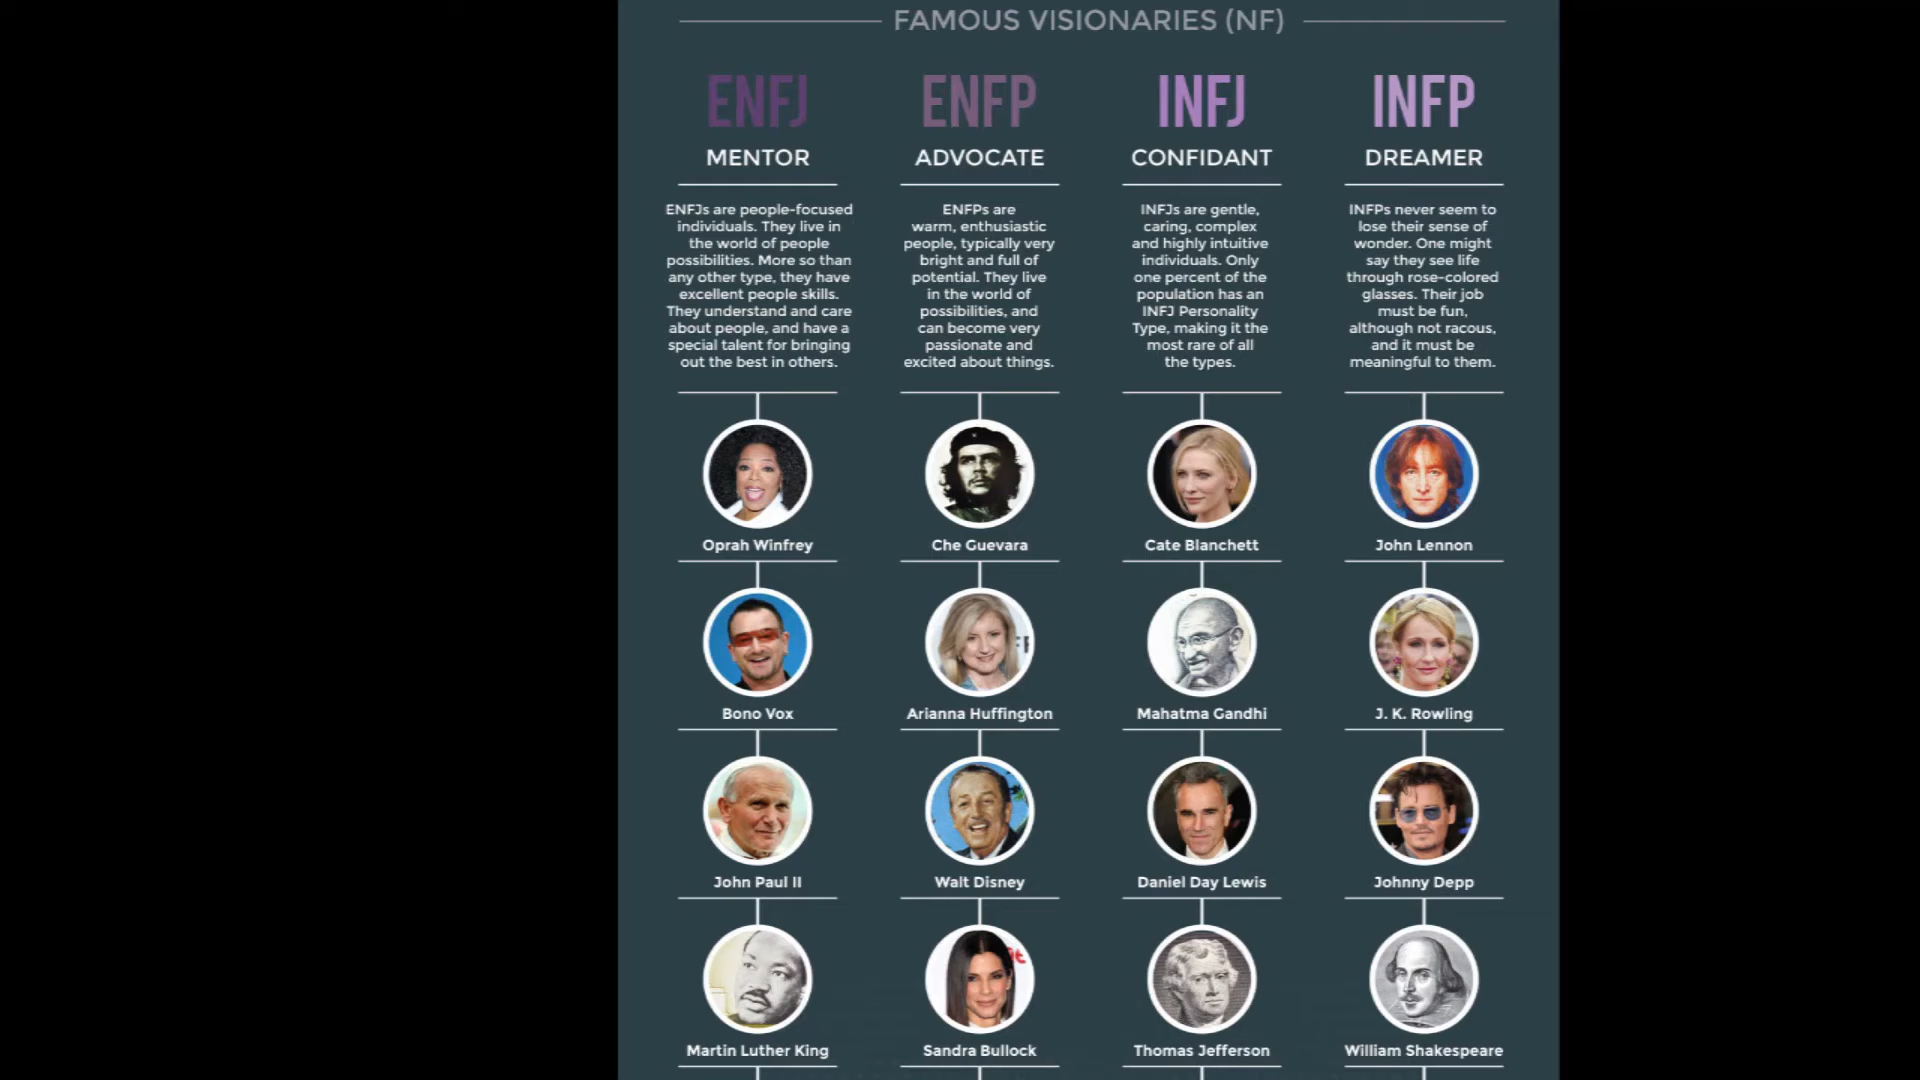 FAMOUS VISIONARIES (NF)
ENFJ
MENTOR
ENFJs are people-focused
individuals. They live in
the world of people
possibilities. More so than
any other type, they have
excellent people skills.
They understand and care
about people, and have a
special talent for bringing
out the best in others.
Oprah Winfrey
Bono Vox
John Paul II
Martin Luther King
ENFP
ADVOCATE
ENFPs are
warm, enthusiastic
people, typically very
bright and full of
potential. They live
in the world of
possibilities, and
can become very
passionate and
excited about things.
Che Guevara
Arianna Huffington
Walt Disney
Sandra Bullock
INFJ
CONFIDANT
INFJs are gentle,
caring, complex
and highly intuitive
individuals. Only
one percent of the
population has an
INFJ Personality
Type, making it the
most rare of all
the types.
Cate Blanchett
Mahatma Gandhi
Daniel Day Lewis
Thomas Jefferson
INFP
DREAMER
INFPs never seem to
lose their sense of
wonder. One might
say they see life
through rose-colored
glasses. Their job
must be fun,
although not racous,
and it must be
meaningful to them.
John Lennon
J. K. Rowling
Johnny Depp
William Shakespeare